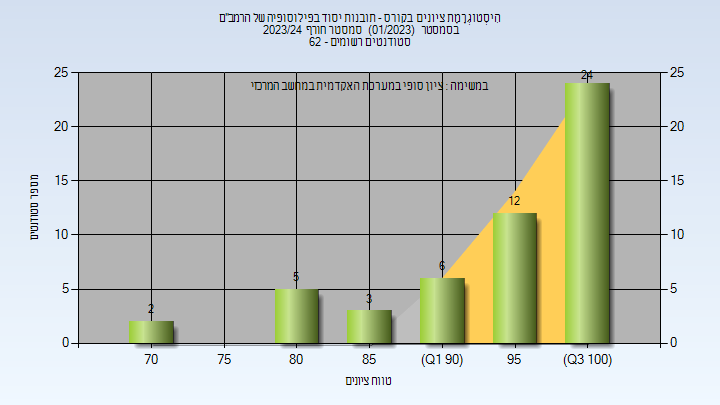 היסטוגרמת ציונים בקורס - תובנות יסוד בפילוסופיה של הרמב"ם
בסמסטר (01/2023) סמסטר חורף 2023/24
סטודנטים רשומים - 62
במשימה : ציון סופי במערכת האקדמית במחשב המרכזי
25 25
20 20
15 15
10 10
5 5
0 0
2 5 3 6 12 24
מספר סטודנטים
70 75 80 85 (Q1 90) 95 (Q3 100)
טווח ציונים